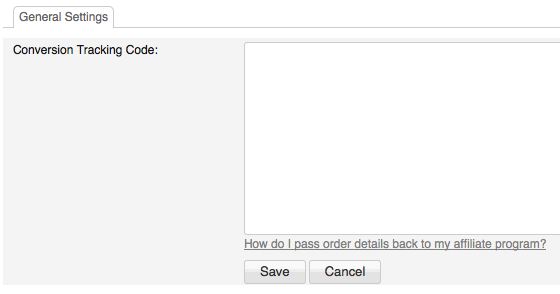 General Settings
Conversion Tracking Code:
How do I pass order details back to my affiliate program?
Save Cancel